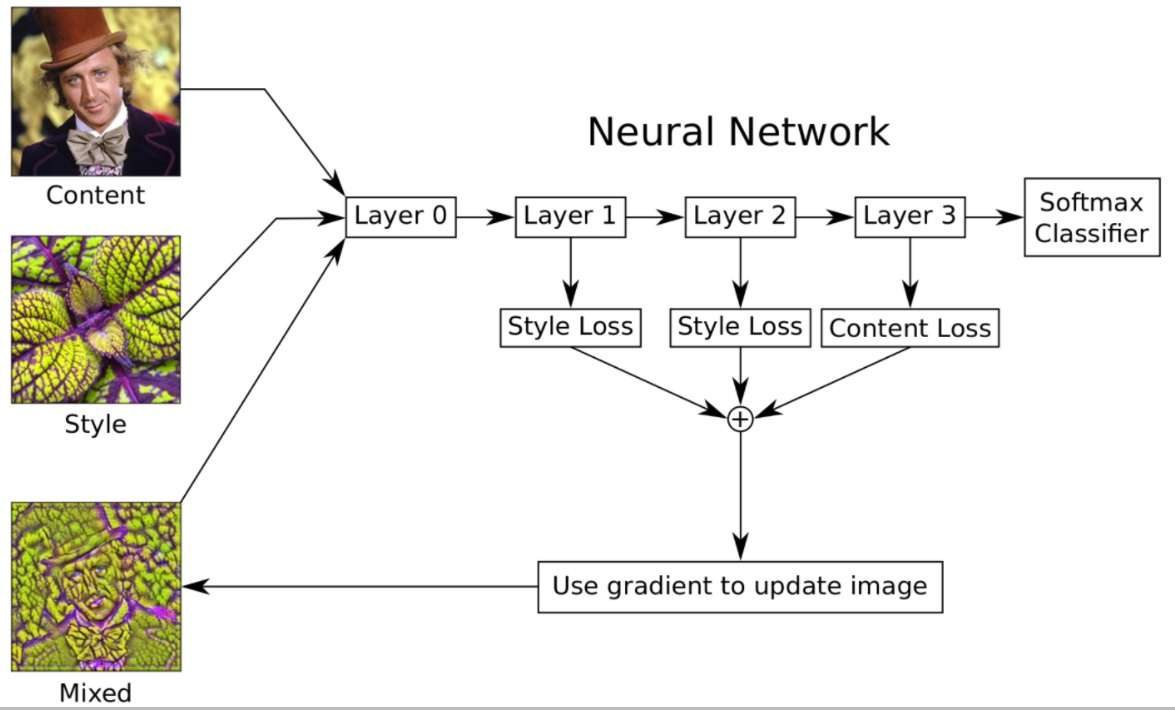 Content
Neural Network
Layer 0
Layer 1
Layer 2
Layer 3
Softmax
Classifier
Style Loss
Style Loss
Content Loss
Style
+
Use gradient to update image
Mixed